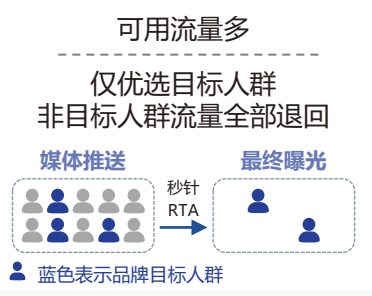 可用流量多
仅优选目标人群
非目标人群流量全部退回
媒体推送
最终曝光
秒针
RTA
蓝色表示品牌目标人群